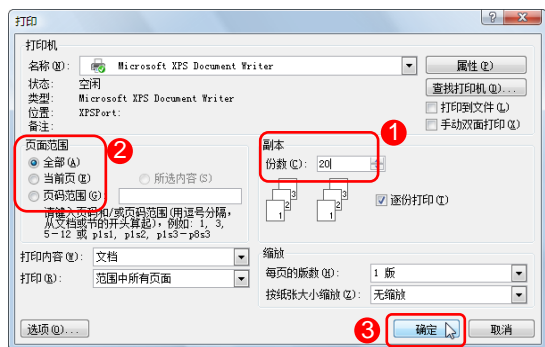 打印
打印机
名称(N): Microsoft XPS Document Writer
属性(P)
状态: 空闲
查找打印机(D)...
类型: Microsoft XPS Document Writer
位置: XPSPort:
打印到文件(L)
备注:
手动双面打印(X)
1
页面范围
2
全部(A)
当前页(E) 所选内容(S)
页码范围(G):
请键入页码和/或页码范围(用逗号分隔,
从文档或节的开头算起),例如: 1, 3,
5-12 或 p1s1, p1s2, p1s3-p8s3
副本
份数(C): 20
3 3
2 2
1 1
逐份打印(T)
打印内容(W): 文档
打印(R): 范围中所有页面
缩放
每页的版数(H): 1 版
按纸张大小缩放(Z): 无缩放
选项(O)...
3
确定
取消